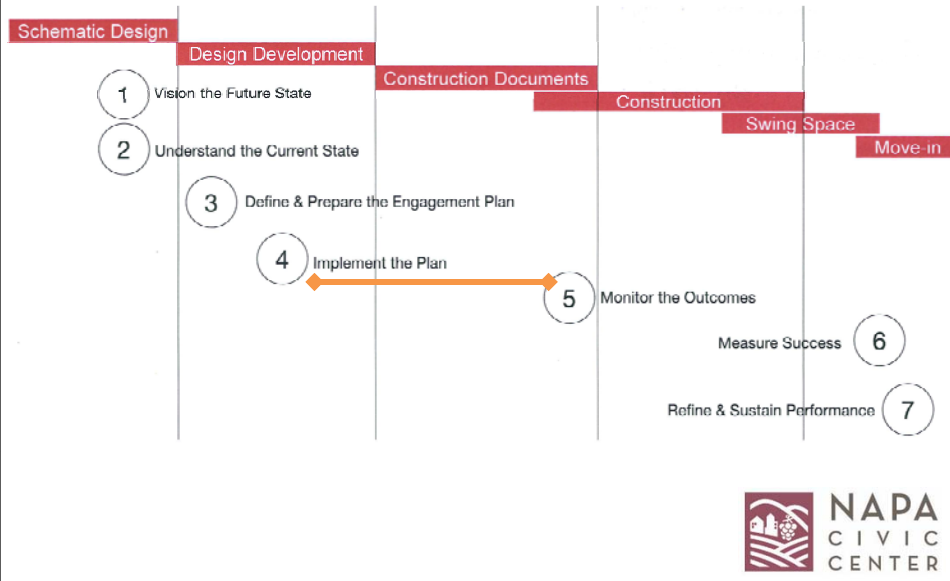 Schematic Design
Design Development
Construction Documents
Construction
Swing Space
Move-in
1 Vision the Future State
2 Understand the Current State
3 Define & Prepare the Engagement Plan
4 Implement the Plan
5 Monitor the Outcomes
Measure Success 6
Refine & Sustain Performance 7
NAPA
CIVIC
CENTER